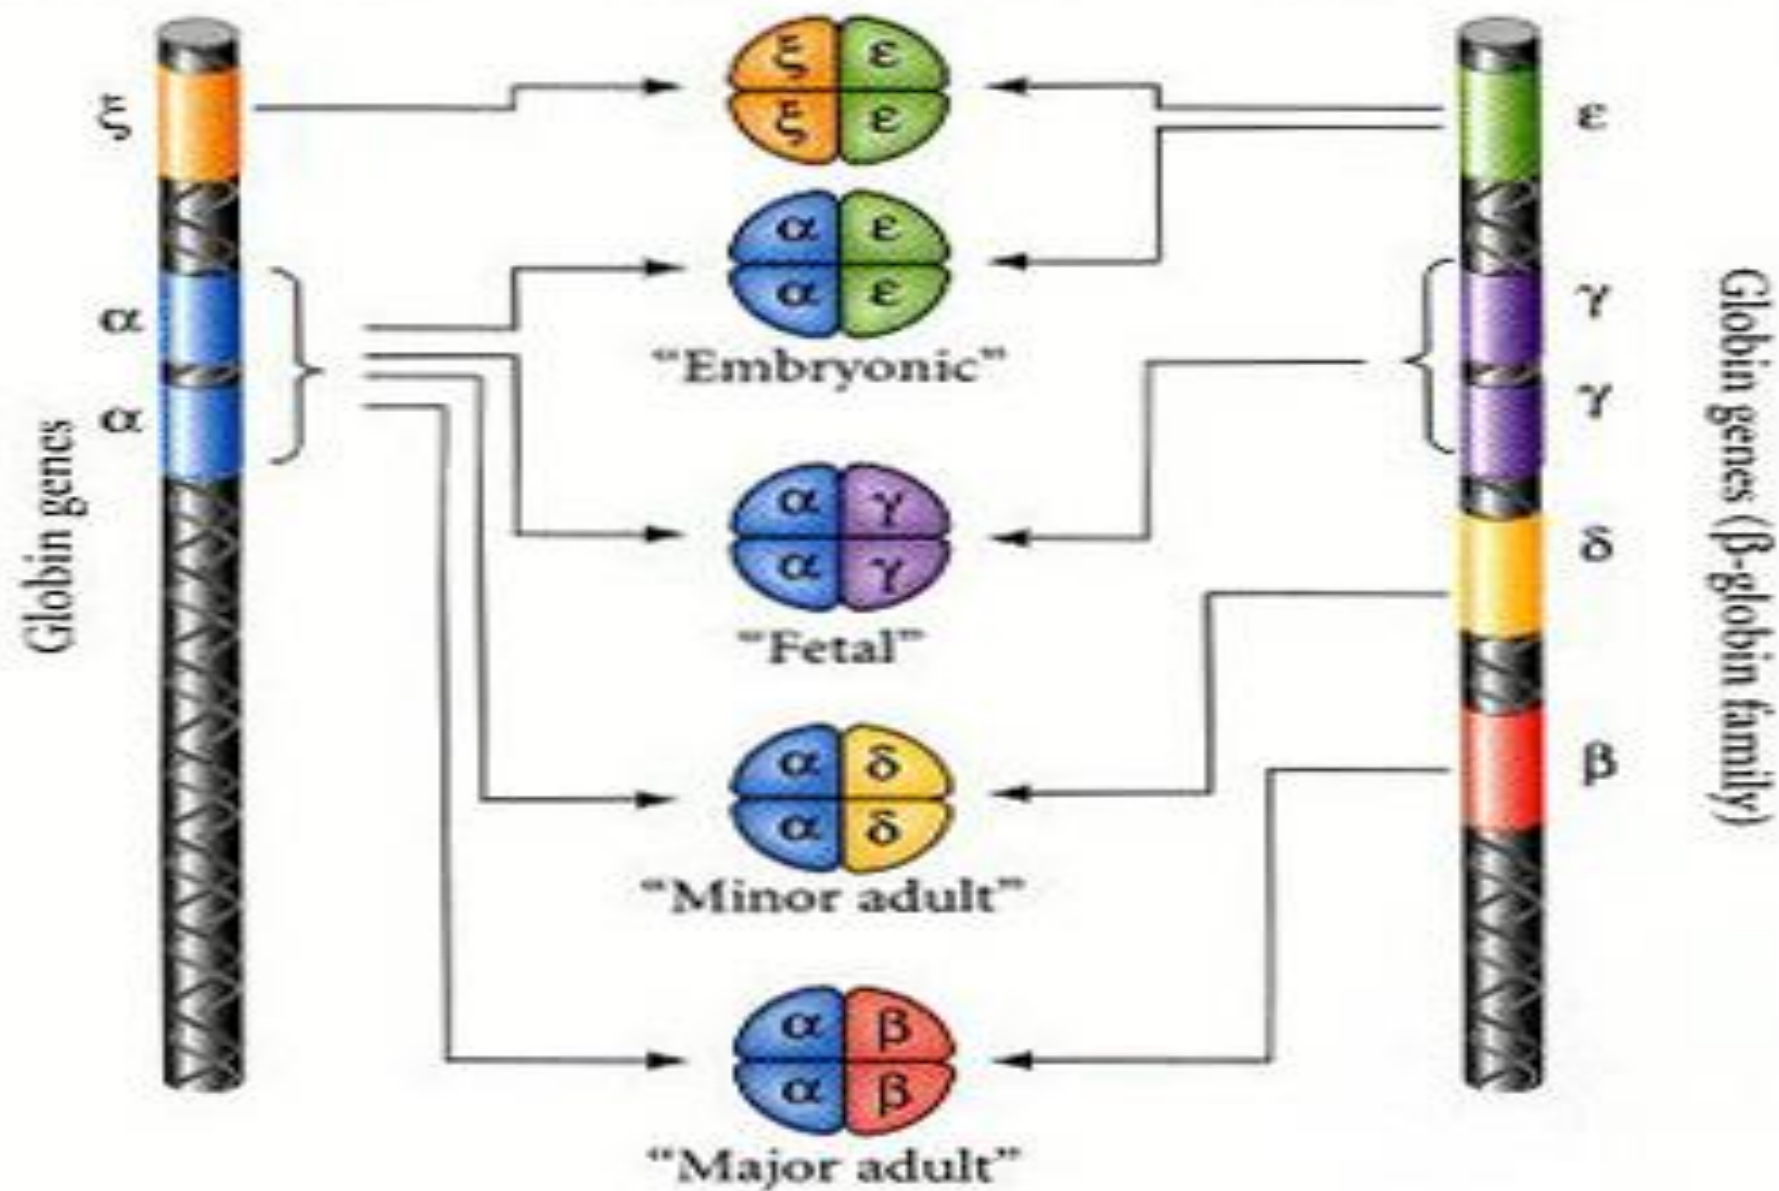 Globin genes
ξ
α
α
ξ ε
ξ ε
α ε
α ε
“Embryonic”
α γ
α γ
“Fetal”
α δ
α δ
“Minor adult”
α β
α β
“Major adult”
ε
γ
γ
δ
β
Globin genes (β-globin family)